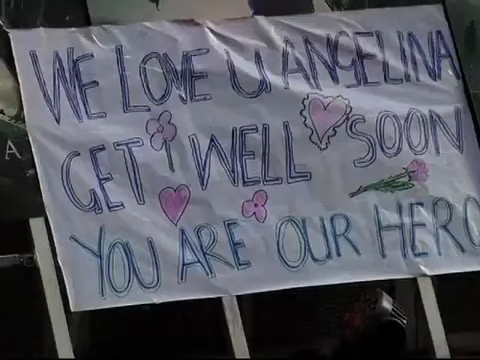 WE LOVE U ANGELINA
GET WELL SOON
YOU ARE OUR HERO
A